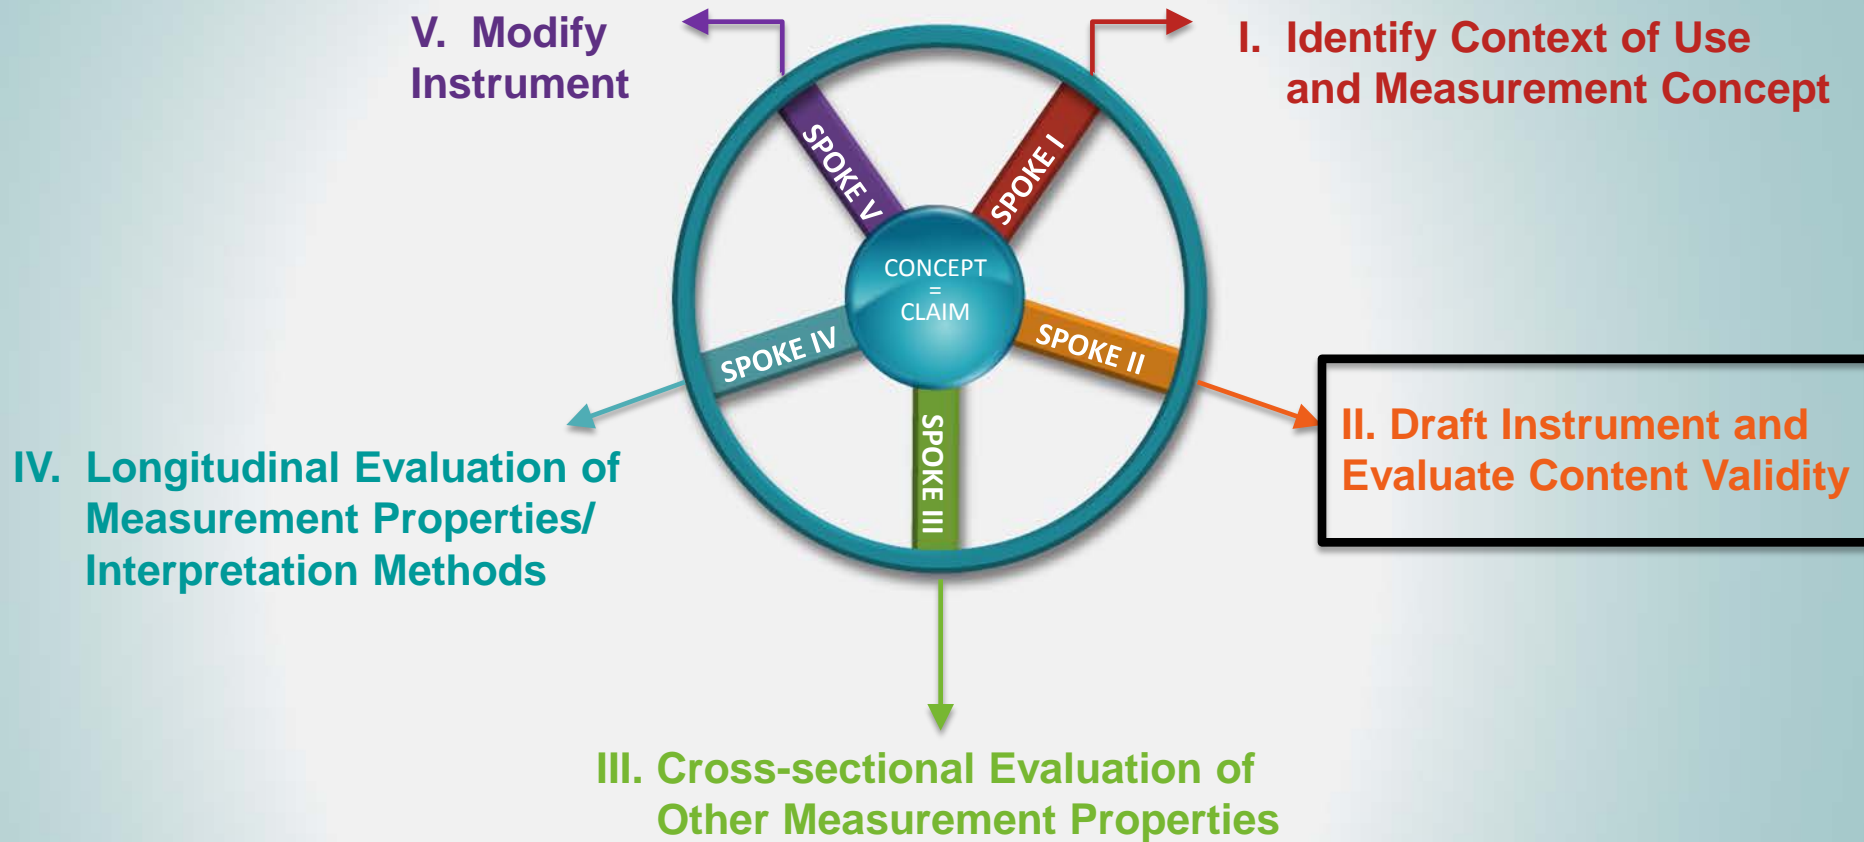 V. Modify
Instrument
I. Identify Context of Use
and Measurement Concept
SPOKE V
SPOKE I
CONCEPT
=
CLAIM
SPOKE IV
SPOKE II
SPOKE III
II. Draft Instrument and
Evaluate Content Validity
IV. Longitudinal Evaluation of
Measurement Properties/
Interpretation Methods
III. Cross-sectional Evaluation of
Other Measurement Properties